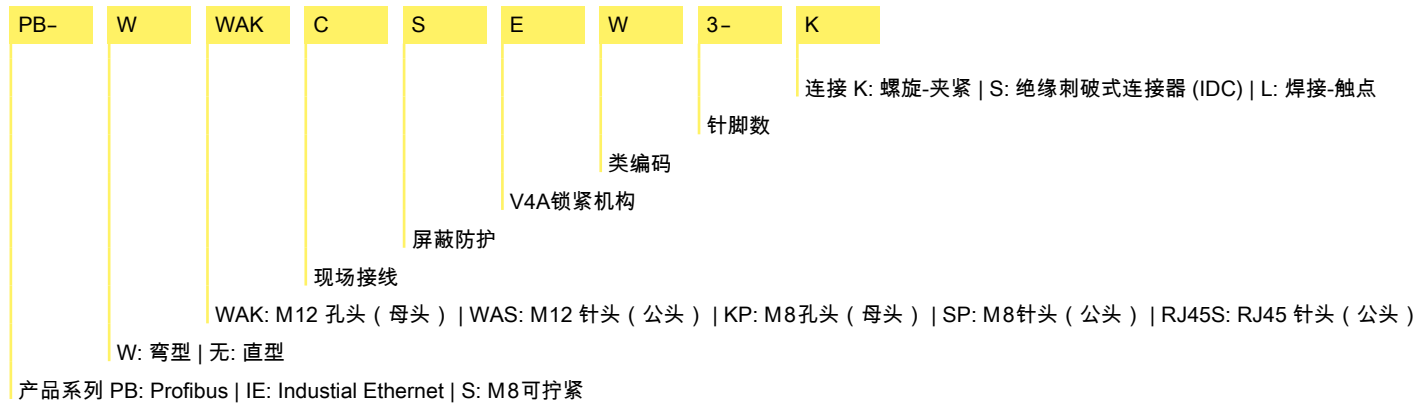 PB– W WAK C S E W 3– K
连接 K: 螺旋-夹紧 | S: 绝缘刺破式连接器 (IDC) | L: 焊接-触点
针脚数
类编码
V4A锁紧机构
屏蔽防护
现场接线
WAK: M12 孔头（母头） | WAS: M12 针头（公头） | KP: M8孔头（母头） | SP: M8针头（公头） | RJ45S: RJ45 针头（公头）
W: 弯型 | 无: 直型
产品系列 PB: Profibus | IE: Industial Ethernet | S: M8可拧紧